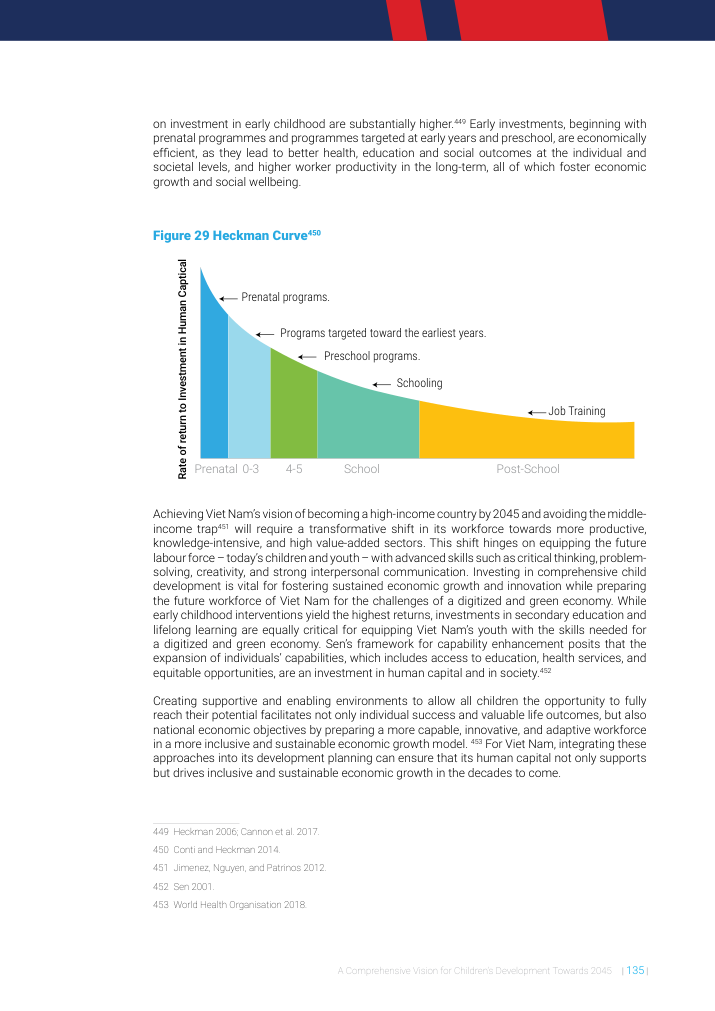 on investment in early childhood are substantially higher.449 Early investments, beginning with
prenatal programmes and programmes targeted at early years and preschool, are economically
efficient, as they lead to better health, education and social outcomes at the individual and
societal levels, and higher worker productivity in the long-term, all of which foster economic
growth and social wellbeing.
Figure 29 Heckman Curve450
Rate of return to Investment in Human Captical
Prenatal programs.
Programs targeted toward the earliest years.
Preschool programs.
Schooling
Job Training
Prenatal 0-3 4-5 School Post-School
Achieving Viet Nam's vision of becoming a high-income country by 2045 and avoiding the middle-
income trap451 will require a transformative shift in its workforce towards more productive,
knowledge-intensive, and high value-added sectors. This shift hinges on equipping the future
labour force – today's children and youth – with advanced skills such as critical thinking, problem-
solving, creativity, and strong interpersonal communication. Investing in comprehensive child
development is vital for fostering sustained economic growth and innovation while preparing
the future workforce of Viet Nam for the challenges of a digitized and green economy. While
early childhood interventions yield the highest returns, investments in secondary education and
lifelong learning are equally critical for equipping Viet Nam's youth with the skills needed for
a digitized and green economy. Sen's framework for capability enhancement posits that the
expansion of individuals' capabilities, which includes access to education, health services, and
equitable opportunities, are an investment in human capital and in society.452
Creating supportive and enabling environments to allow all children the opportunity to fully
reach their potential facilitates not only individual success and valuable life outcomes, but also
national economic objectives by preparing a more capable, innovative, and adaptive workforce
in a more inclusive and sustainable economic growth model. 453 For Viet Nam, integrating these
approaches into its development planning can ensure that its human capital not only supports
but drives inclusive and sustainable economic growth in the decades to come.
449 Heckman 2006; Cannon et al. 2017.
450 Conti and Heckman 2014.
451 Jimenez, Nguyen, and Patrinos 2012.
452 Sen 2001.
453 World Health Organisation 2018.
A Comprehensive Vision for Children's Development Towards 2045 | 135 |